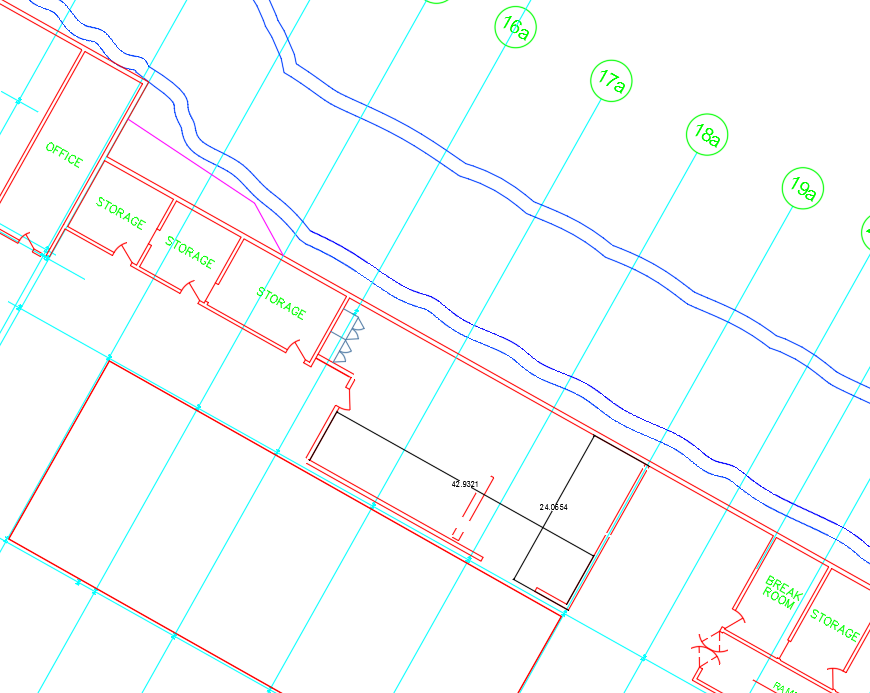 16a
17a
18a
19a
OFFICE
STORAGE
STORAGE
STORAGE
42.9321
24.0654
BREAK
ROOM
STORAGE